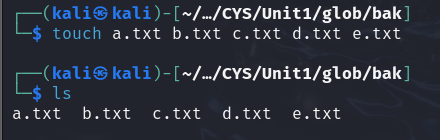 ┌──(kali㉿kali)-[~/…/CYS/Unit1/glob/bak]
└─$ touch a.txt b.txt c.txt d.txt e.txt
┌──(kali㉿kali)-[~/…/CYS/Unit1/glob/bak]
└─$ ls
a.txt  b.txt  c.txt  d.txt  e.txt